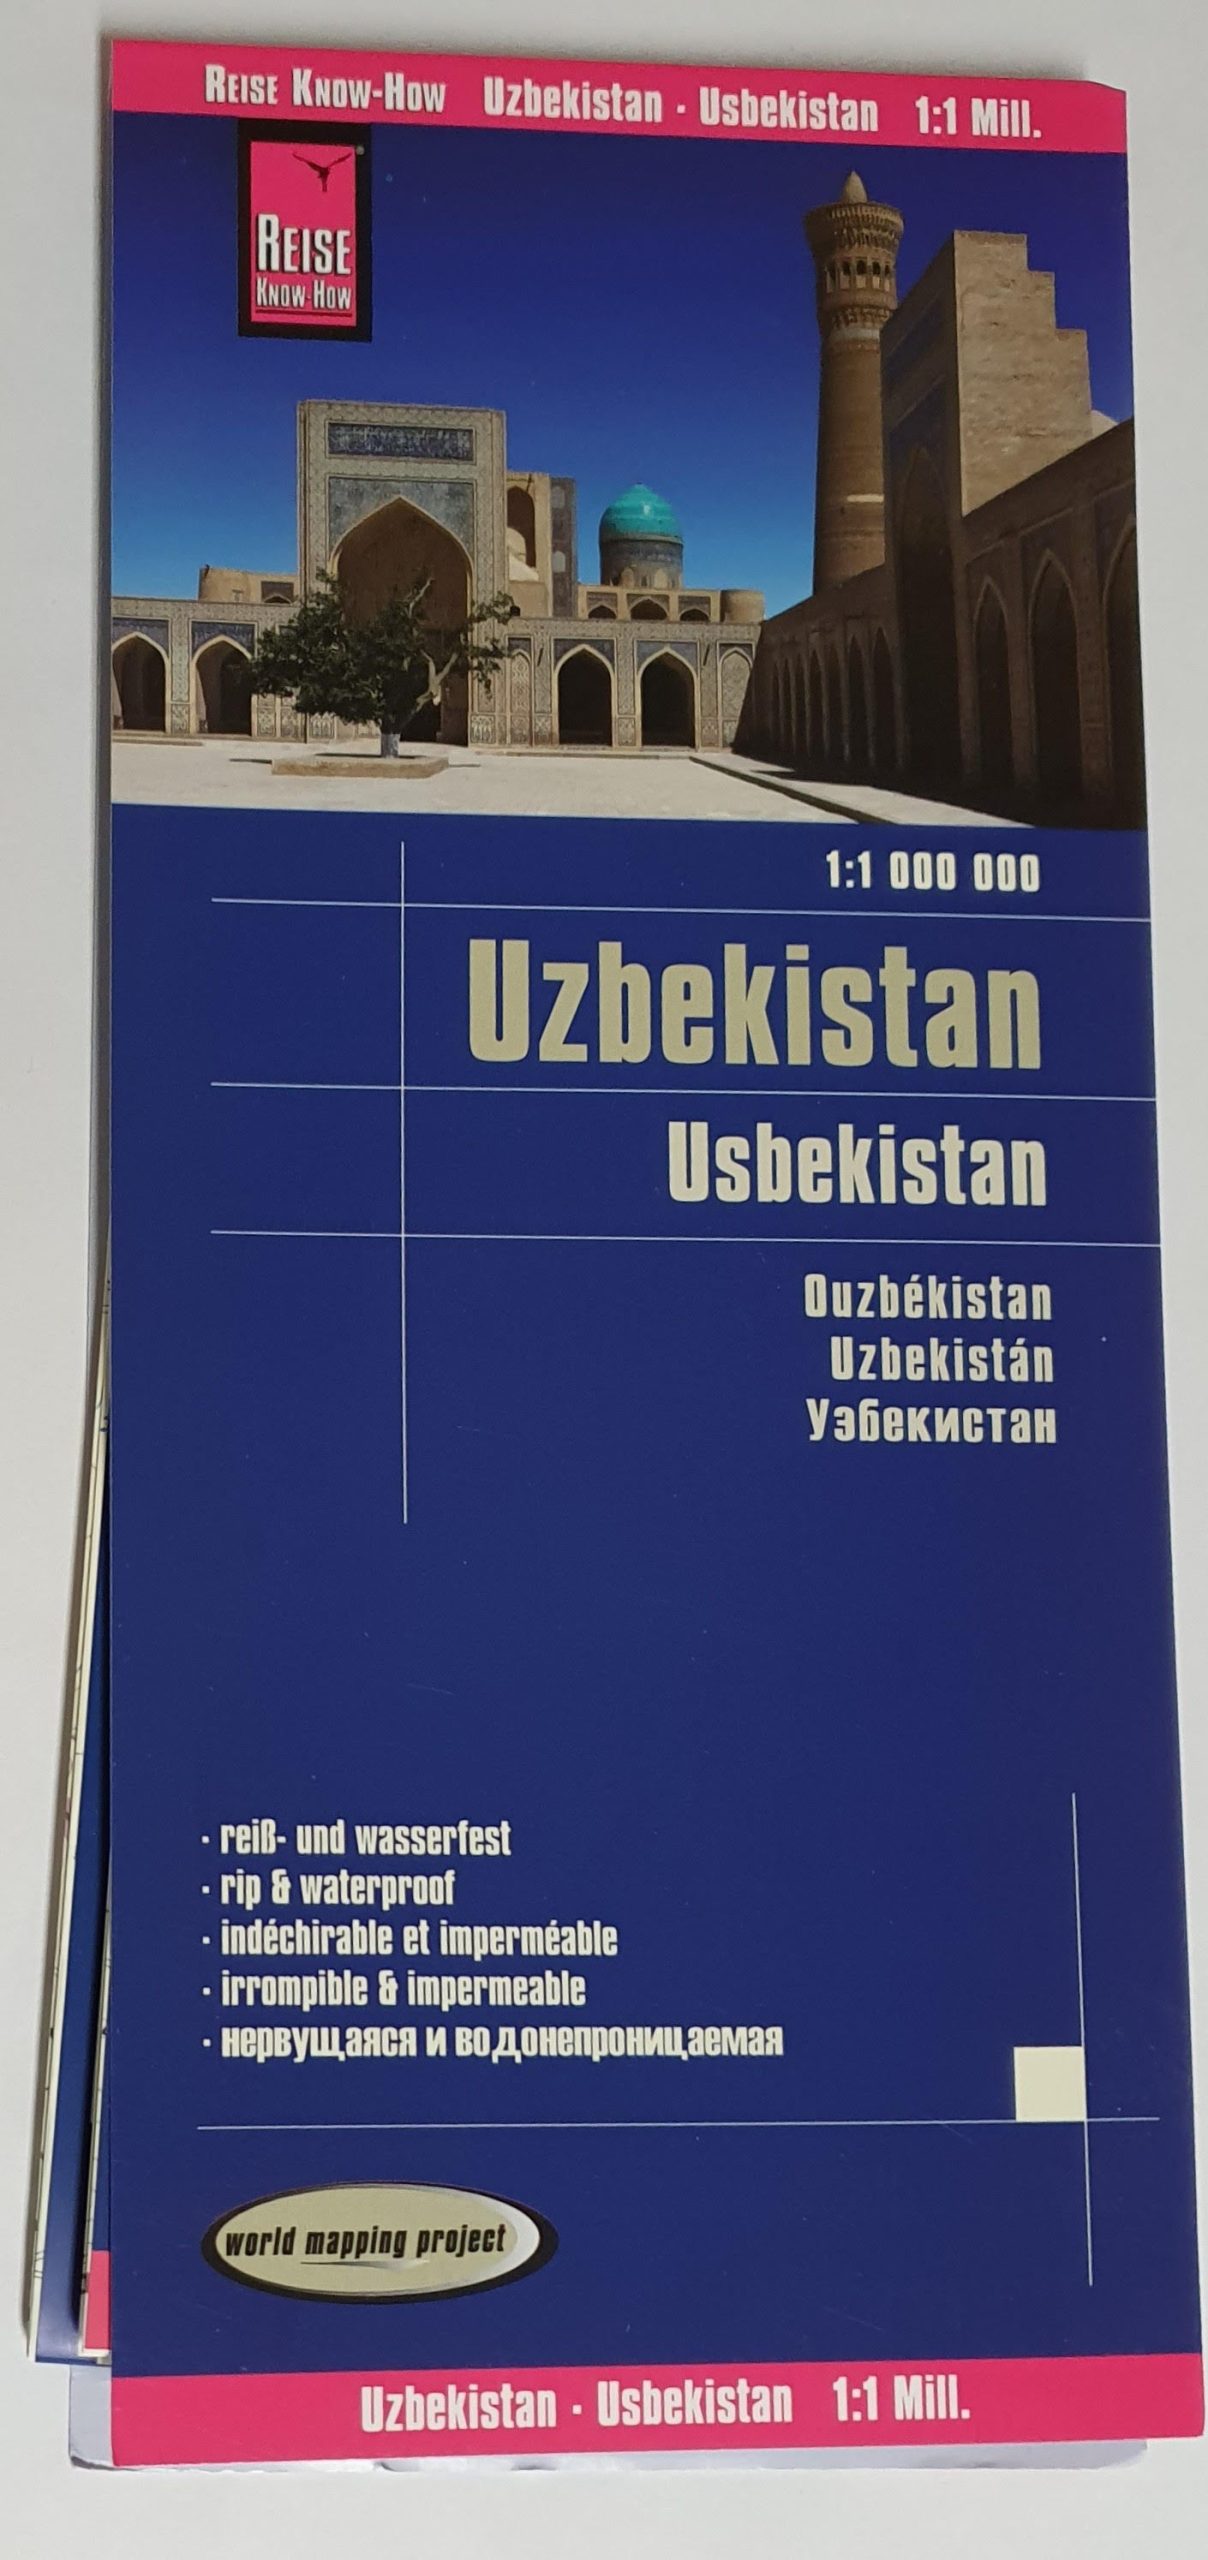 REISE KNOW-HOW Uzbekistan · Usbekistan 1:1 Mill.
REISE
KNOW-HOW
1:1 000 000
Uzbekistan
Usbekistan
Ouzbékistan
Uzbekistán
Узбекистан
· reiß- und wasserfest
· rip & waterproof
· indéchirable et imperméable
· irrompible & impermeable
· нервущаяся и водонепроницаемая
world mapping project
Uzbekistan · Usbekistan 1:1 Mill.